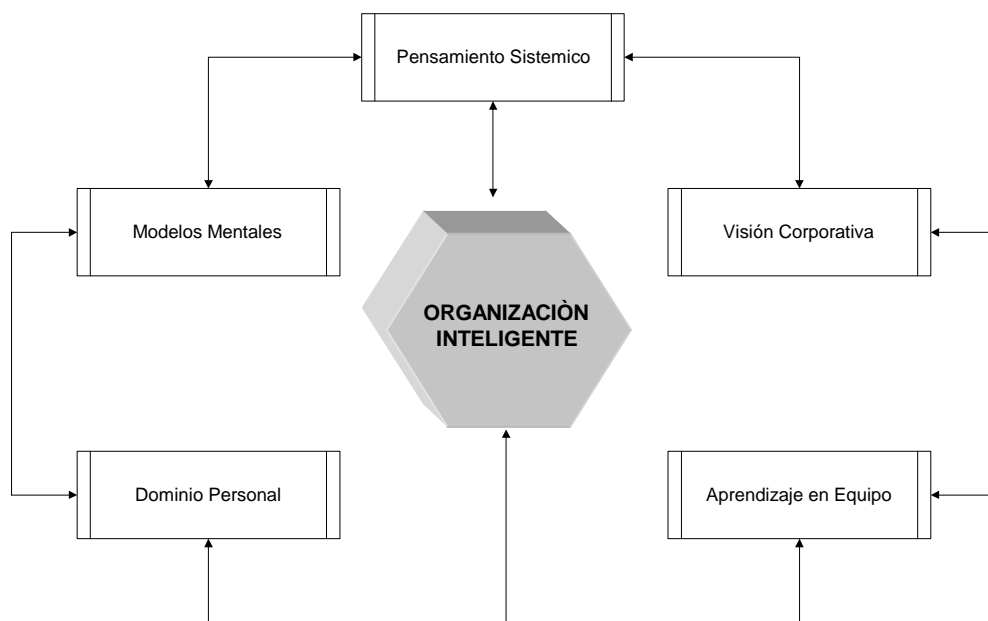 Pensamiento Sistemico
Modelos Mentales
Visión Corporativa
ORGANIZACIÒN
INTELIGENTE
Dominio Personal
Aprendizaje en Equipo